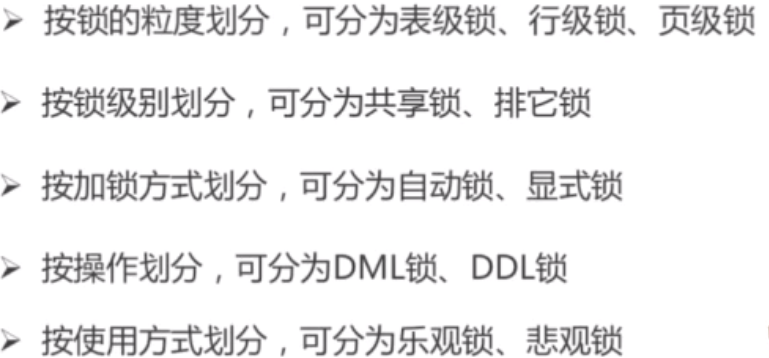 ➢ 按锁的粒度划分，可分为表级锁、行级锁、页级锁
➢ 按锁级别划分，可分为共享锁、排它锁
➢ 按加锁方式划分，可分为自动锁、显式锁
➢ 按操作划分，可分为DML锁、DDL锁
➢ 按使用方式划分，可分为乐观锁、悲观锁